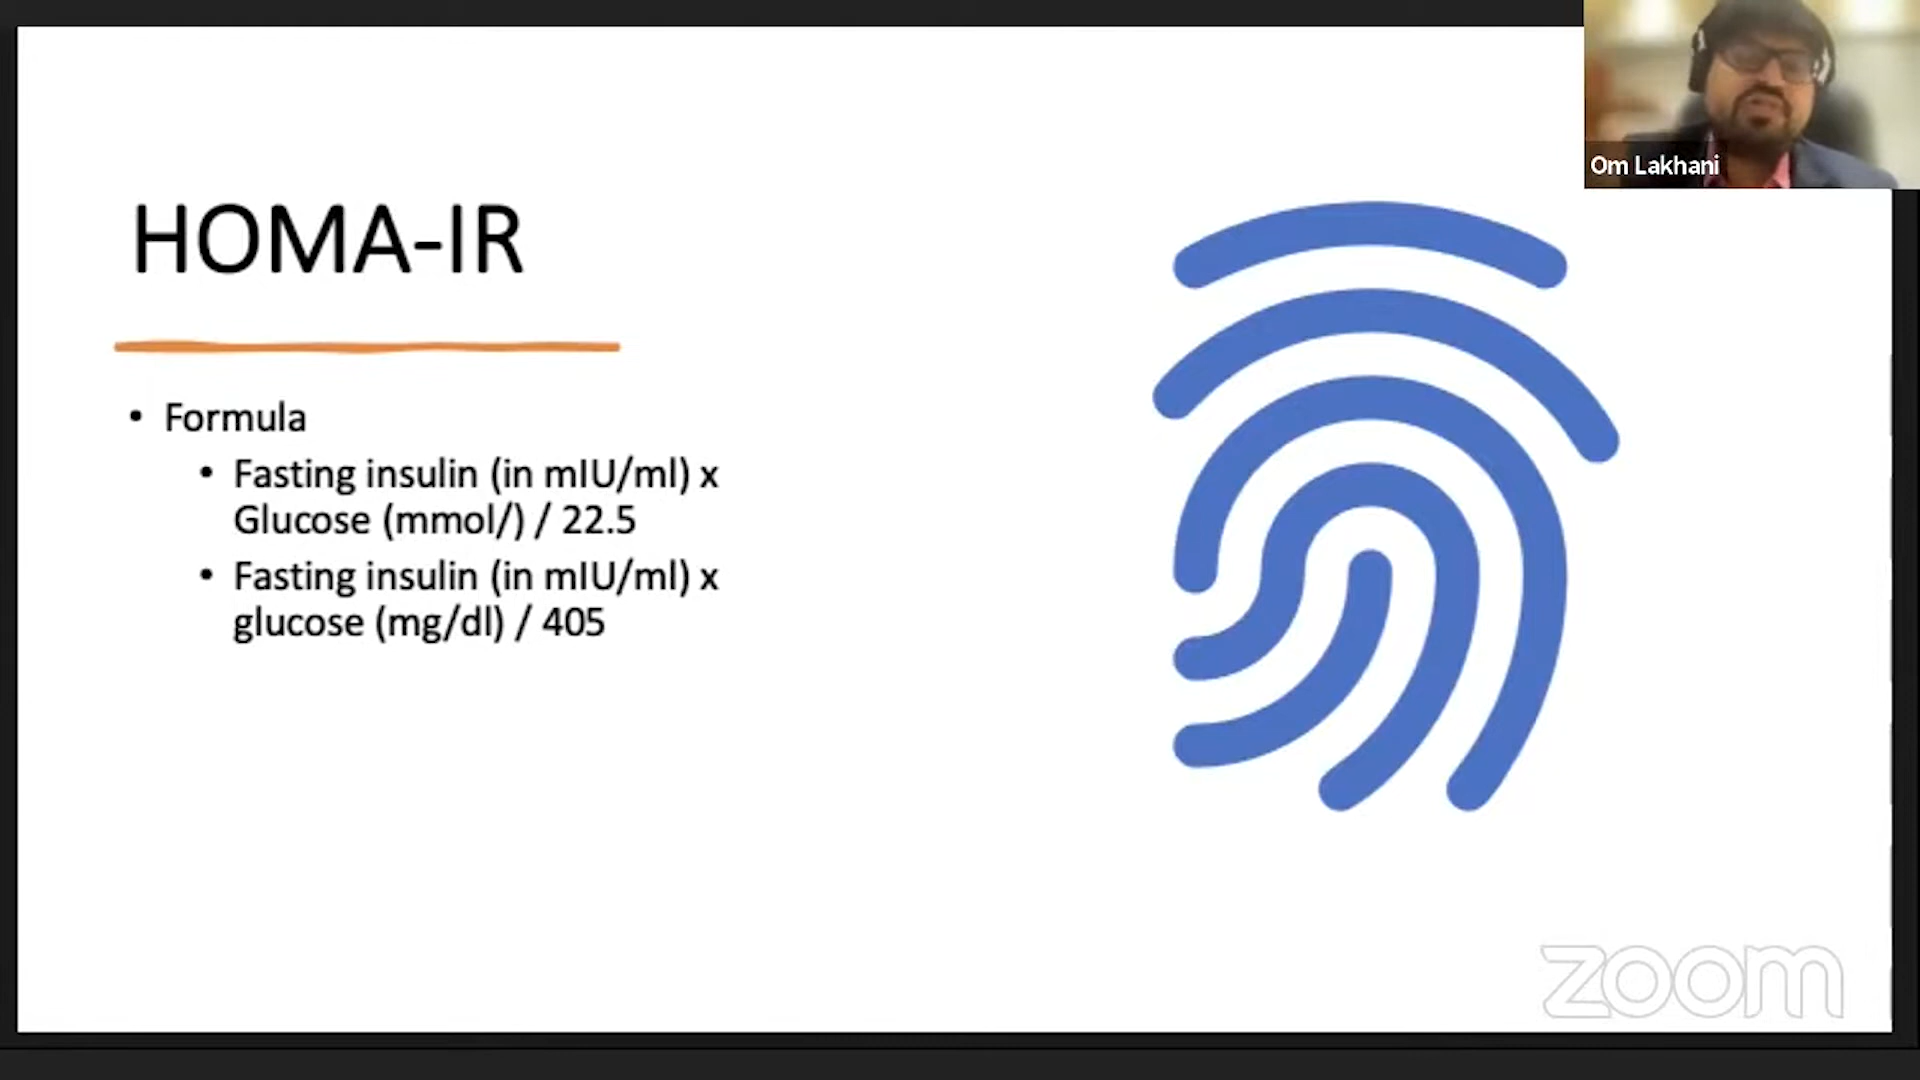 Om Lakhani
HOMA-IR
• Formula
• Fasting insulin (in mIU/ml) x
Glucose (mmol/) / 22.5
• Fasting insulin (in mIU/ml) x
glucose (mg/dl) / 405
zoom